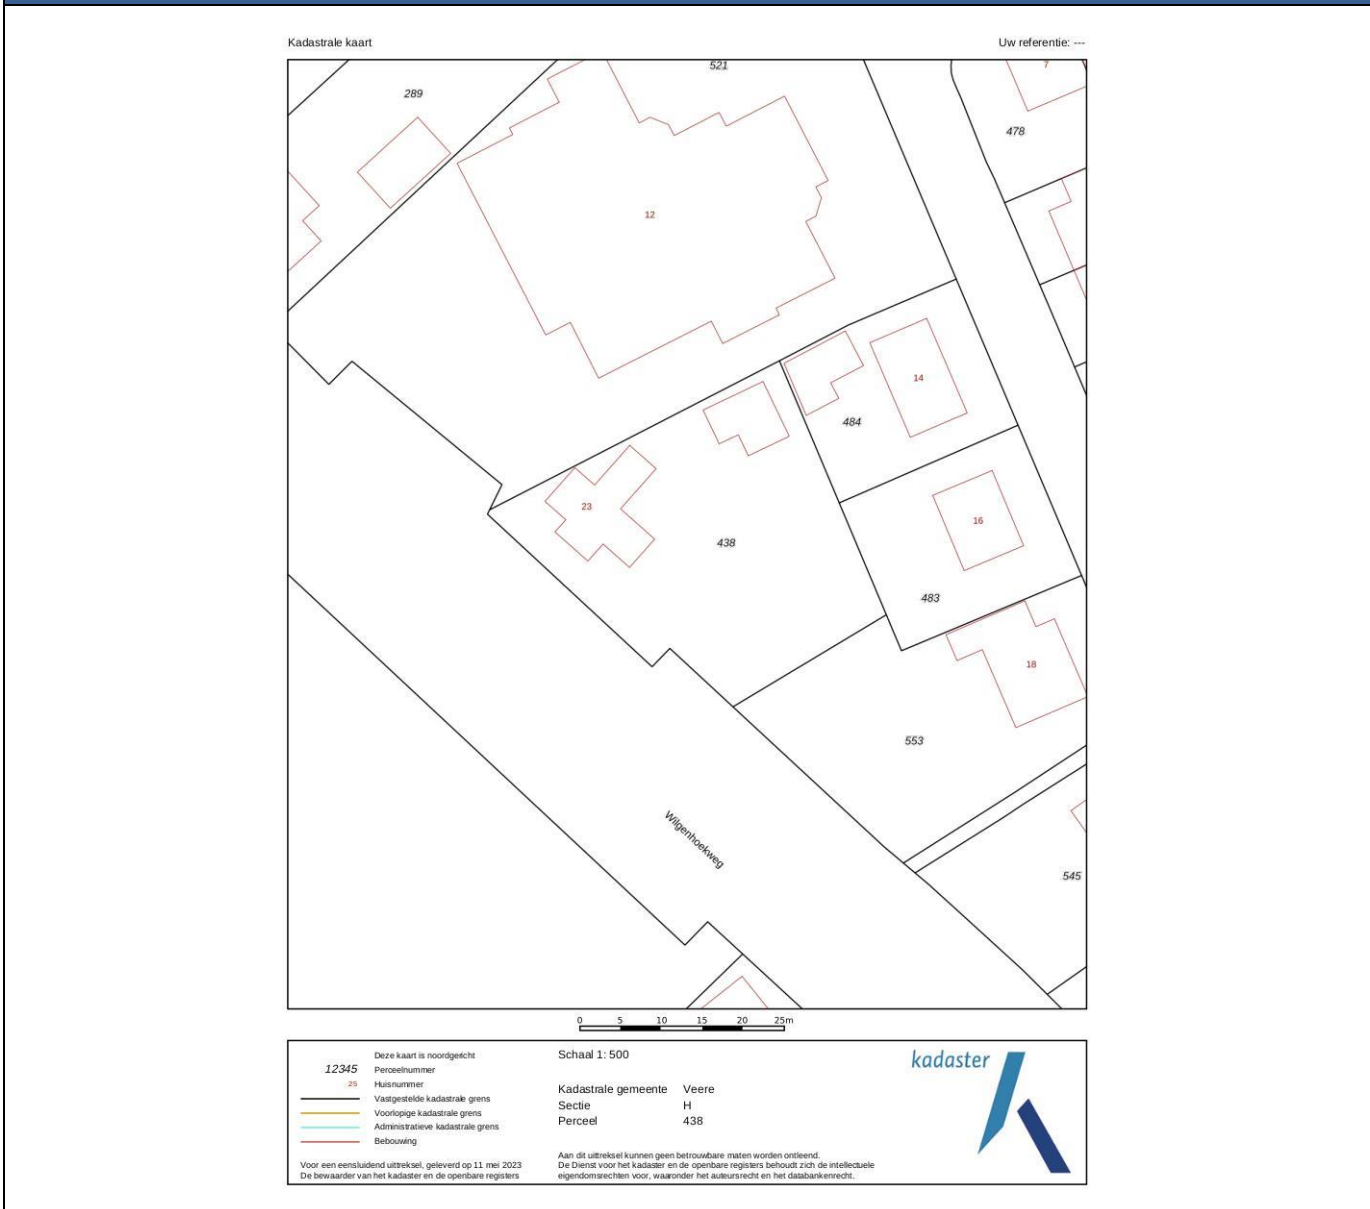 Kadastrale kaart
Uw referentie: ---
521
7
289
478
12
14
484
23
16
438
483
18
553
Wilgenhoekweg
545
0 5 10 15 20 25m
Deze kaart is noordgericht
12345 Perceelnummer
25 Huisnummer
Vastgestelde kadastrale grens
Voorlopige kadastrale grens
Administratieve kadastrale grens
Bebouwing
Voor een eensluidend uittreksel, geleverd op 11 mei 2023
De bewaarder van het kadaster en de openbare registers
Schaal 1: 500
Kadastrale gemeente Veere
Sectie H
Perceel 438
Aan dit uittreksel kunnen geen betrouwbare maten worden ontleend.
De Dienst voor het kadaster en de openbare registers behoudt zich de intellectuele
eigendomsrechten voor, waaronder het auteursrecht en het databankenrecht.
kadaster